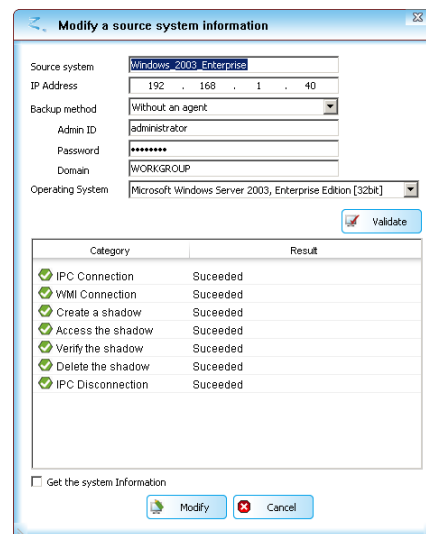 Modify a source system information
Source system Windows_2003_Enterprise
IP Address 192 . 168 . 1 . 40
Backup method Without an agent
Admin ID administrator
Password ••••••••
Domain WORKGROUP
Operating System Microsoft Windows Server 2003, Enterprise Edition [32bit]
Validate
Category Result
IPC Connection Suceeded
WMI Connection Suceeded
Create a shadow Suceeded
Access the shadow Suceeded
Verify the shadow Suceeded
Delete the shadow Suceeded
IPC Disconnection Suceeded
Get the system Information
Modify Cancel